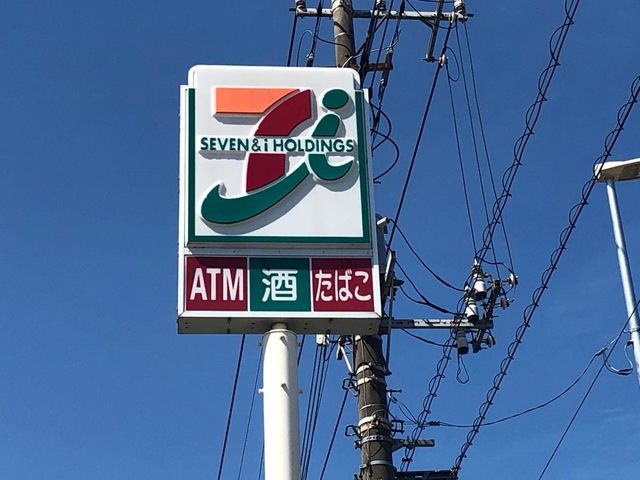 SEVEN & i HOLDINGS
ATM 酒 たばこ